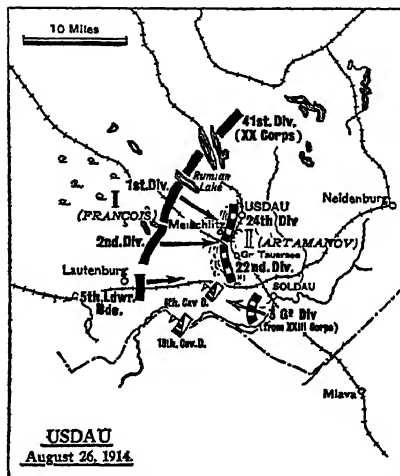 10 Miles
41st. Div.
(XX Corps)
1st. Div.
Rumian
Lake
I
(FRANÇOIS)
USDAU
24th Div
Neidenburg
Meischlitz
2nd. Div.
(ARTAMANOV)
Gr Tauersee
22nd. Div.
Lautenburg
SOLDAU
5th. Ldwr.
Bde.
6th. Cav D.
3 Gd Div
(from XXIII Corps)
15th. Cav. D.
Mlava
USDAU
August 26, 1914.